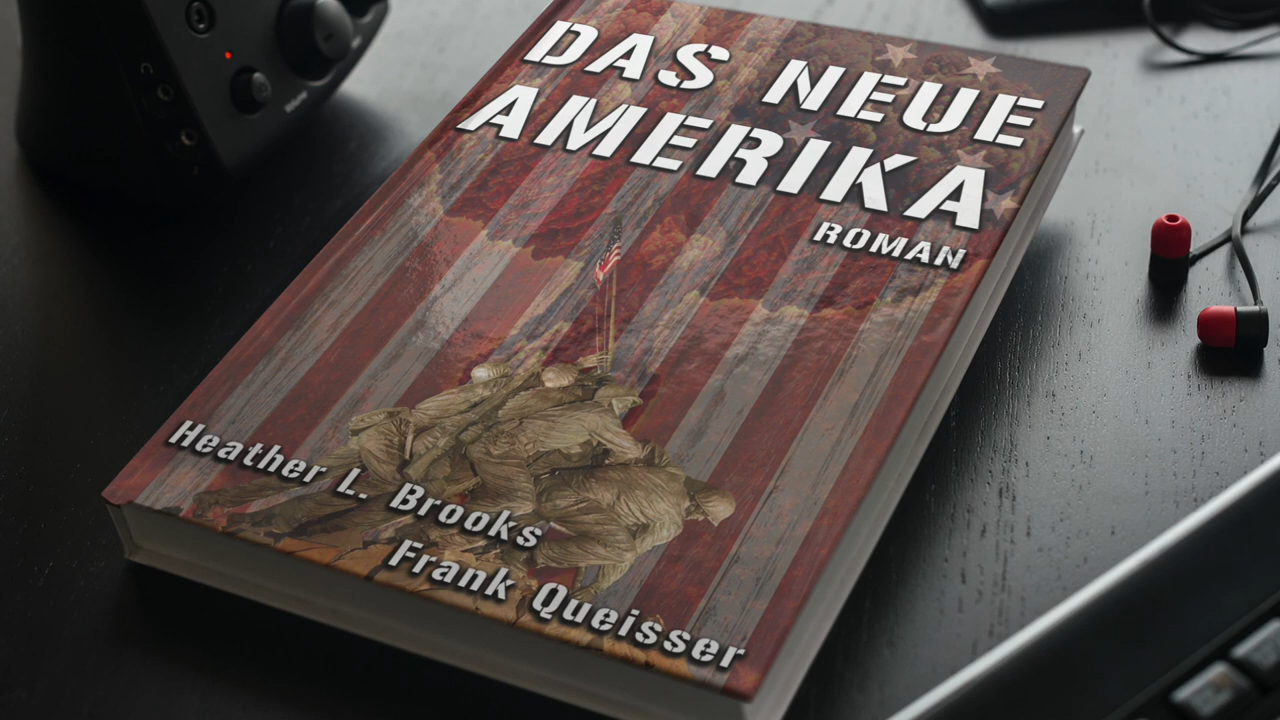 DAS NEUE
AMERIKA
ROMAN
Heather L. Brooks
Frank Queisser